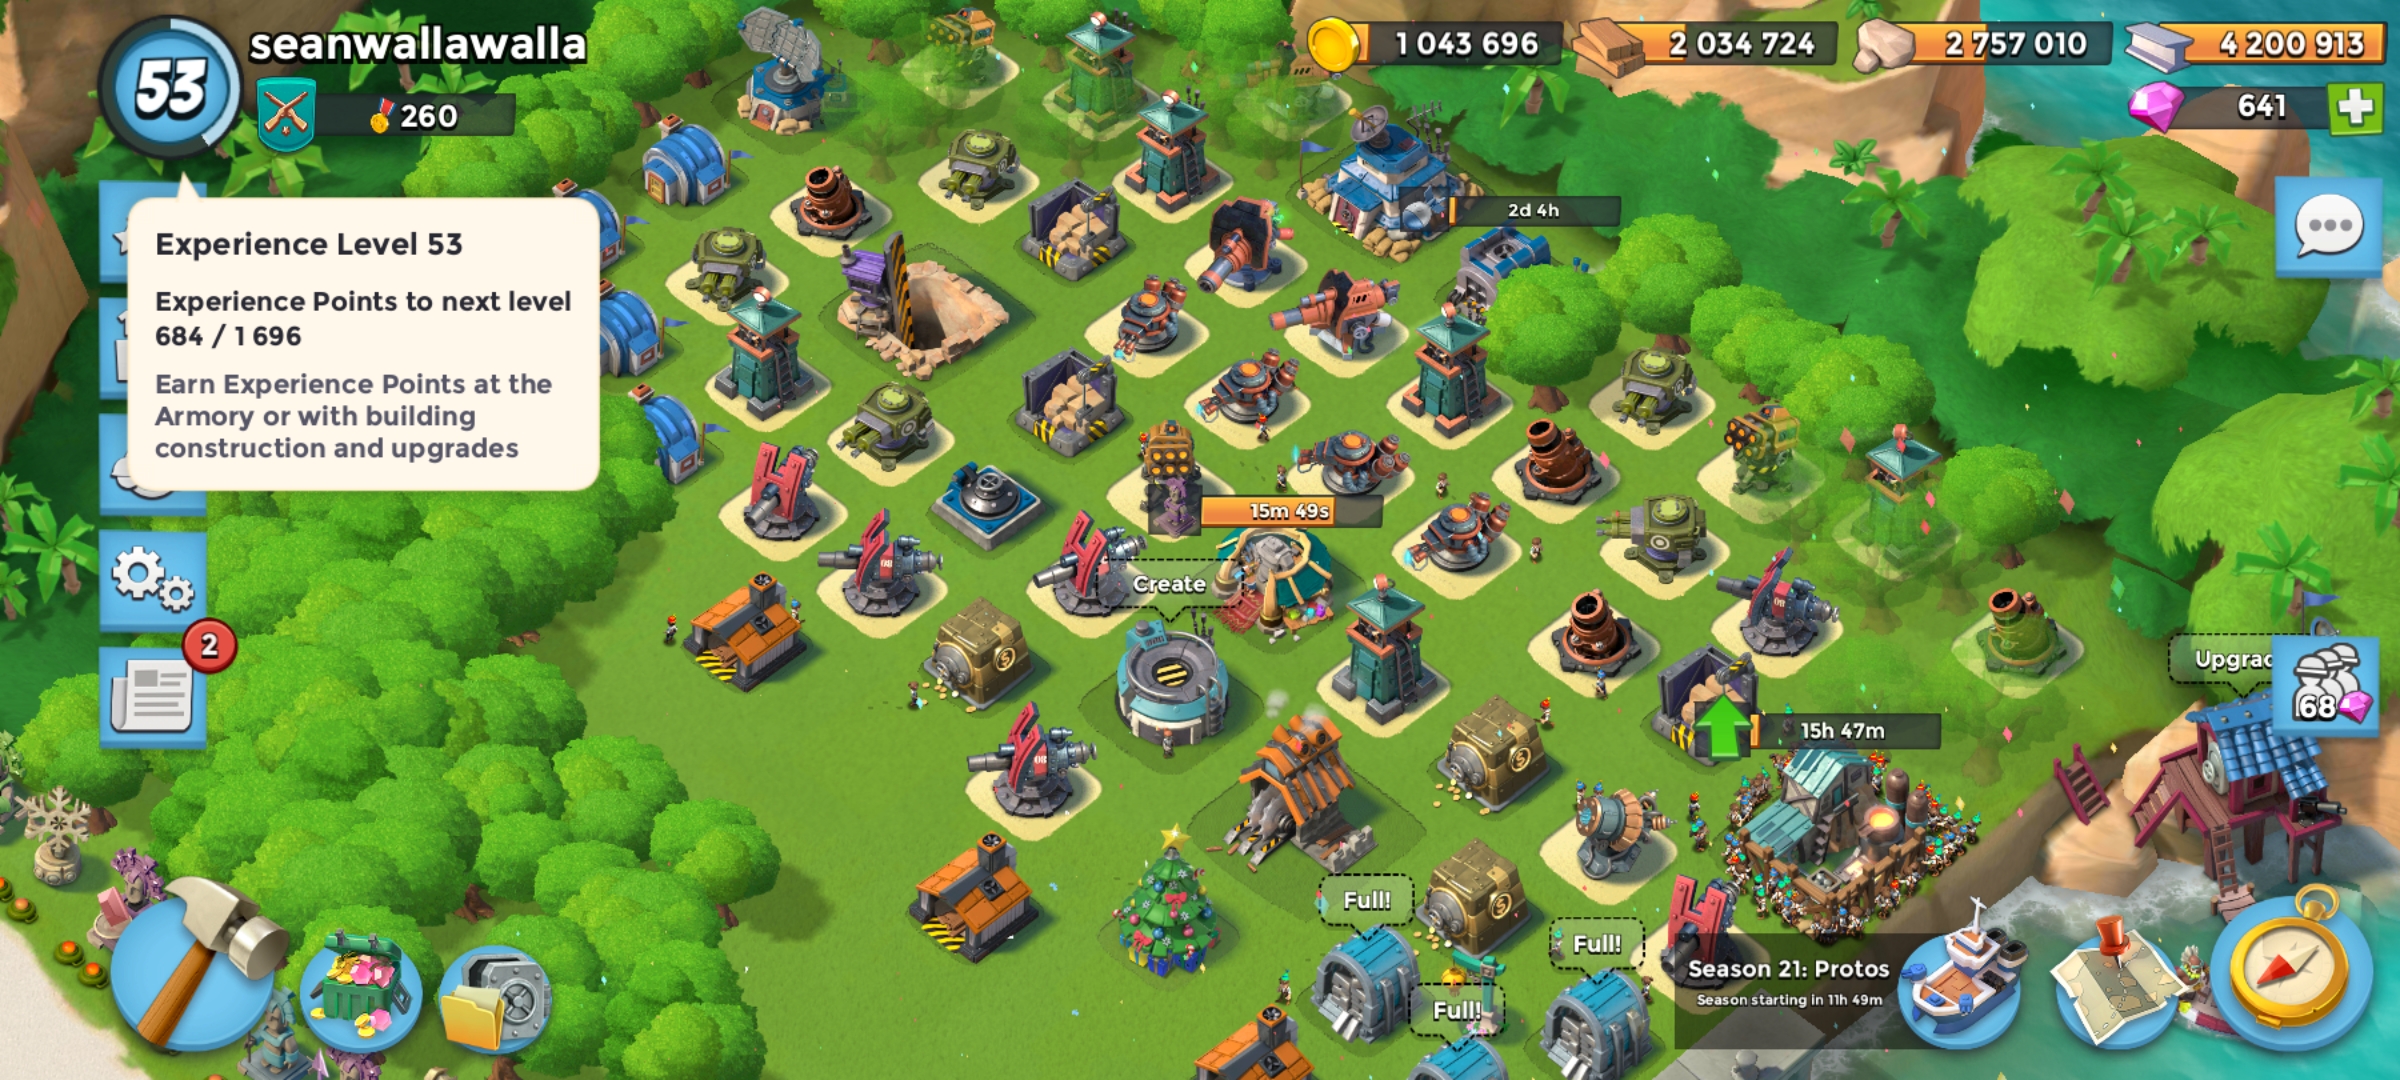 53
seanwallawalla
260
1 043 696
2 034 724
2 757 010
4 200 913
641
Experience Level 53
Experience Points to next level
684 / 1 696
Earn Experience Points at the
Armory or with building
construction and upgrades
2d 4h
15m 49s
Create
2
Upgrad
68
15h 47m
Full!
Full!
Full!
Season 21: Protos
Season starting in 11h 49m